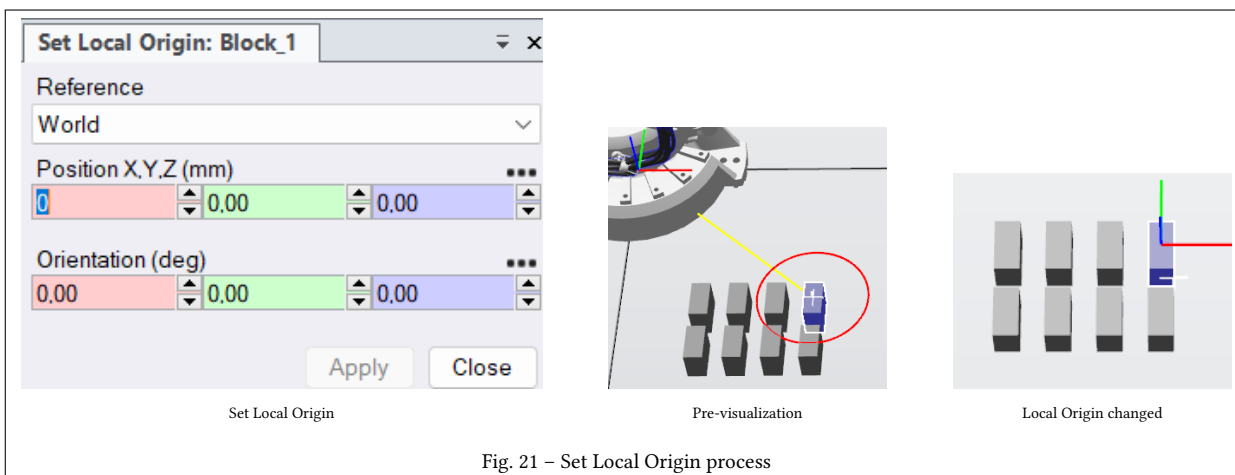 Set Local Origin: Block_1
Reference
World
Position X,Y,Z (mm)
0 0,00 0,00
Orientation (deg)
0,00 0,00 0,00
Apply Close
Set Local Origin
Pre-visualization
Local Origin changed
Fig. 21 – Set Local Origin process